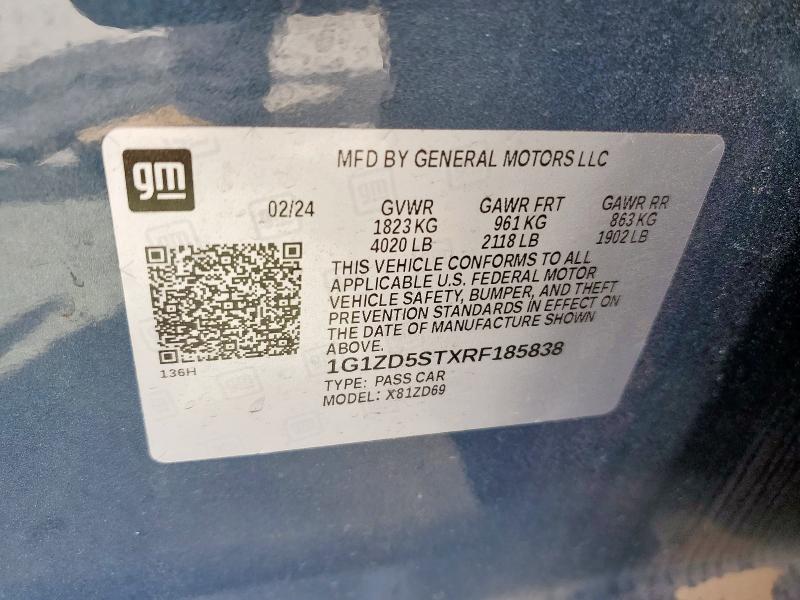 gm
MFD BY GENERAL MOTORS LLC
02/24 GVWR GAWR FRT GAWR RR
1823 KG 961 KG 863 KG
4020 LB 2118 LB 1902 LB
THIS VEHICLE CONFORMS TO ALL
APPLICABLE U.S. FEDERAL MOTOR
VEHICLE SAFETY, BUMPER, AND THEFT
PREVENTION STANDARDS IN EFFECT ON
THE DATE OF MANUFACTURE SHOWN
ABOVE.
136H
1G1ZD5STXRF185838
TYPE: PASS CAR
MODEL: X81ZD69